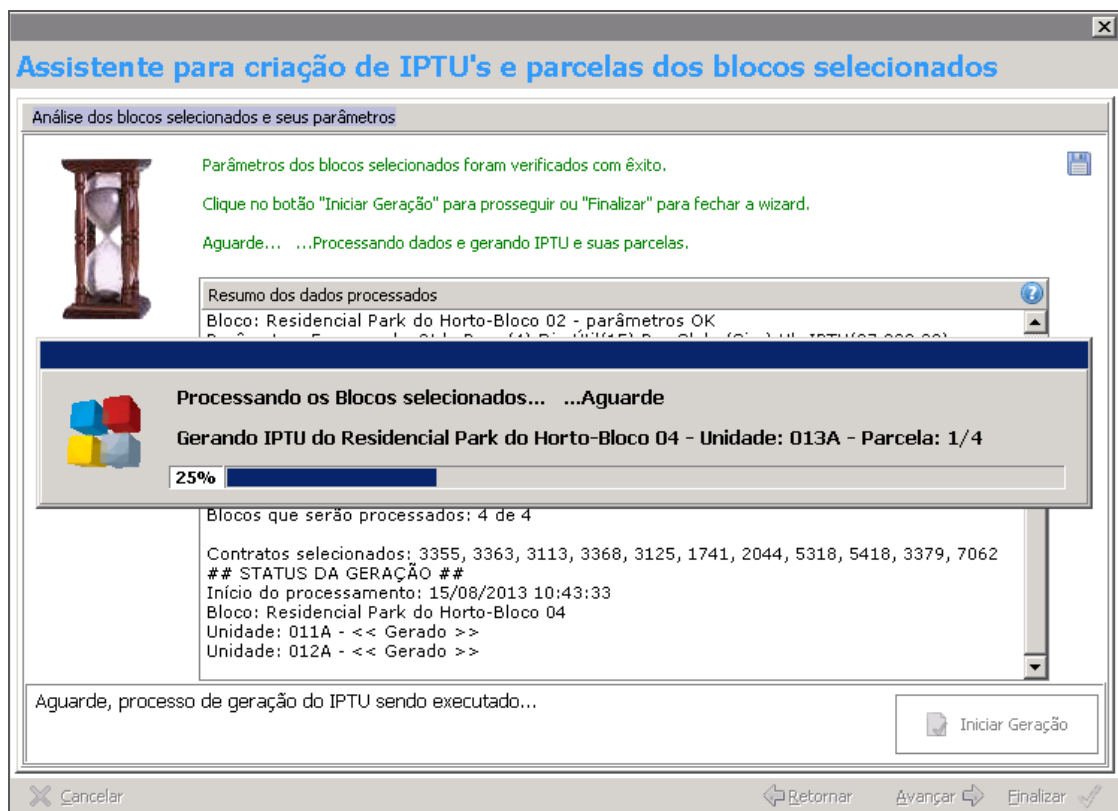 Assistente para criação de IPTU's e parcelas dos blocos selecionados
Análise dos blocos selecionados e seus parâmetros
Parâmetros dos blocos selecionados foram verificados com êxito.
Clique no botão "Iniciar Geração" para prosseguir ou "Finalizar" para fechar a wizard.
Aguarde... ...Processando dados e gerando IPTU e suas parcelas.
Resumo dos dados processados
Bloco: Residencial Park do Horto-Bloco 02 - parâmetros OK
Processando os Blocos selecionados... ...Aguarde
Gerando IPTU do Residencial Park do Horto-Bloco 04 - Unidade: 013A - Parcela: 1/4
25%
Blocos que serão processados: 4 de 4
Contratos selecionados: 3355, 3363, 3113, 3368, 3125, 1741, 2044, 5318, 5418, 3379, 7062
## STATUS DA GERAÇÃO ##
Início do processamento: 15/08/2013 10:43:33
Bloco: Residencial Park do Horto-Bloco 04
Unidade: 011A - << Gerado >>
Unidade: 012A - << Gerado >>
Aguarde, processo de geração do IPTU sendo executado...
Iniciar Geração
Cancelar
Retornar
Avançar
Finalizar